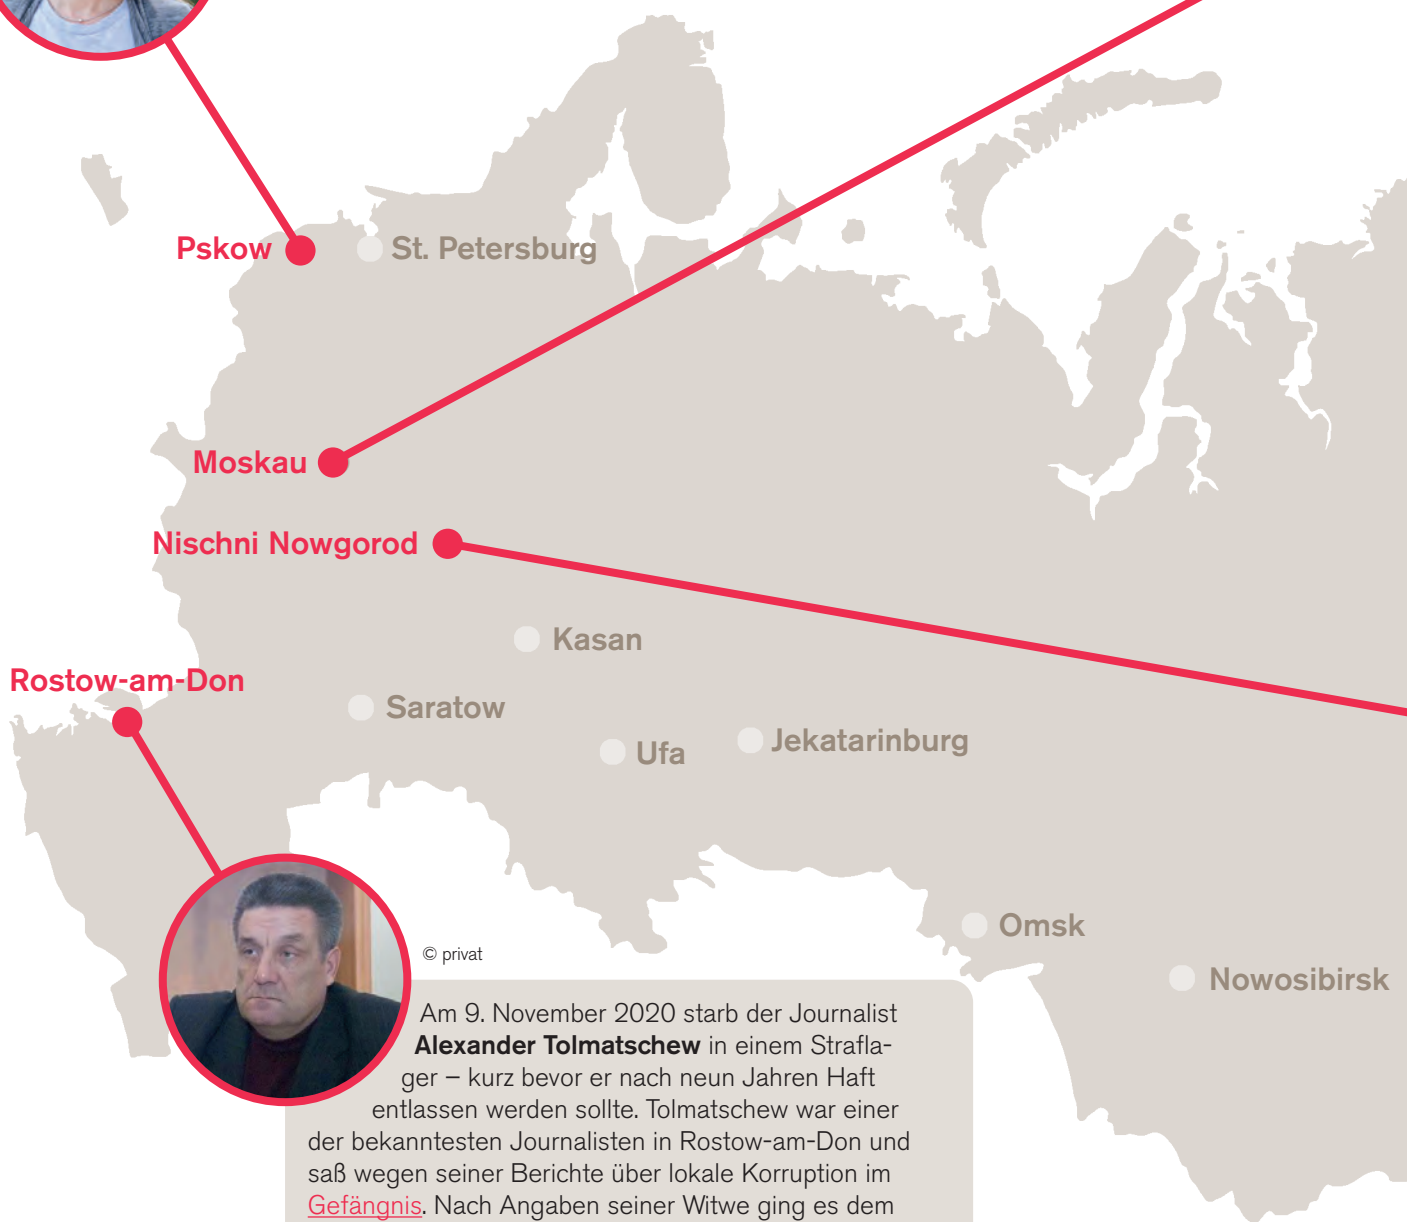 Pskow
St. Petersburg
Moskau
Nischni Nowgorod
Kasan
Rostow-am-Don
Saratow
Ufa
Jekatarinburg
Omsk
Nowosibirsk
© privat
Am 9. November 2020 starb der Journalist
Alexander Tolmatschew in einem Strafla-
ger – kurz bevor er nach neun Jahren Haft
entlassen werden sollte. Tolmatschew war einer
der bekanntesten Journalisten in Rostow-am-Don und
saß wegen seiner Berichte über lokale Korruption im
Gefängnis. Nach Angaben seiner Witwe ging es dem